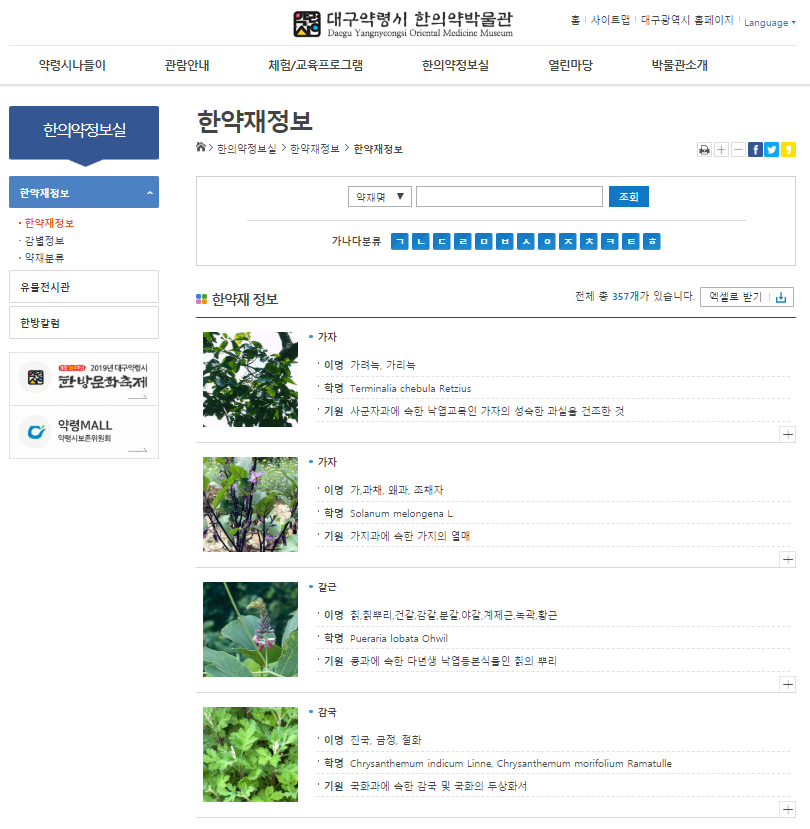 대구약령시 한의약박물관
Daegu Yangnyeongsi Oriental Medicine Museum
홈 사이트맵 대구광역시 홈페이지 Language
약령시나들이 관람안내 체험/교육프로그램 한의약정보실 열린마당 박물관소개
한의약정보실
한약재정보
한약재정보
감별정보
약재분류
유물전시관
한방칼럼
2019년 대구약령시
한방문화축제
약령MALL
약령시보존위원회
한약재정보
한의약정보실 > 한약재정보 > 한약재정보
약재명 ▼ 조회
가나다분류 ㄱ ㄴ ㄷ ㄹ ㅁ ㅂ ㅅ ㅇ ㅈ ㅊ ㅋ ㅌ ㅎ
한약재 정보
전체 총 357개가 있습니다. 엑셀로 받기
가자
이명 가려늑, 가리늑
학명 Terminalia chebula Retzius
기원 사군자과에 속한 낙엽교목인 가자의 성숙한 과실을 건조한 것
가자
이명 가,과채, 왜과, 조채자
학명 Solanum melongena L.
기원 가지과에 속한 가지의 열매
갈근
이명 칡,칡뿌리,건갈,감갈,분갈,야갈,계제근,녹곽,황근
학명 Pueraria lobata Ohwil
기원 콩과에 속한 다년생 낙엽등본식물인 칡의 뿌리
감국
이명 진국, 금정, 절화
학명 Chrysanthemum indicum Linne, Chrysanthemum morifolium Ramatulle
기원 국화과에 속한 감국 및 국화의 두상화서